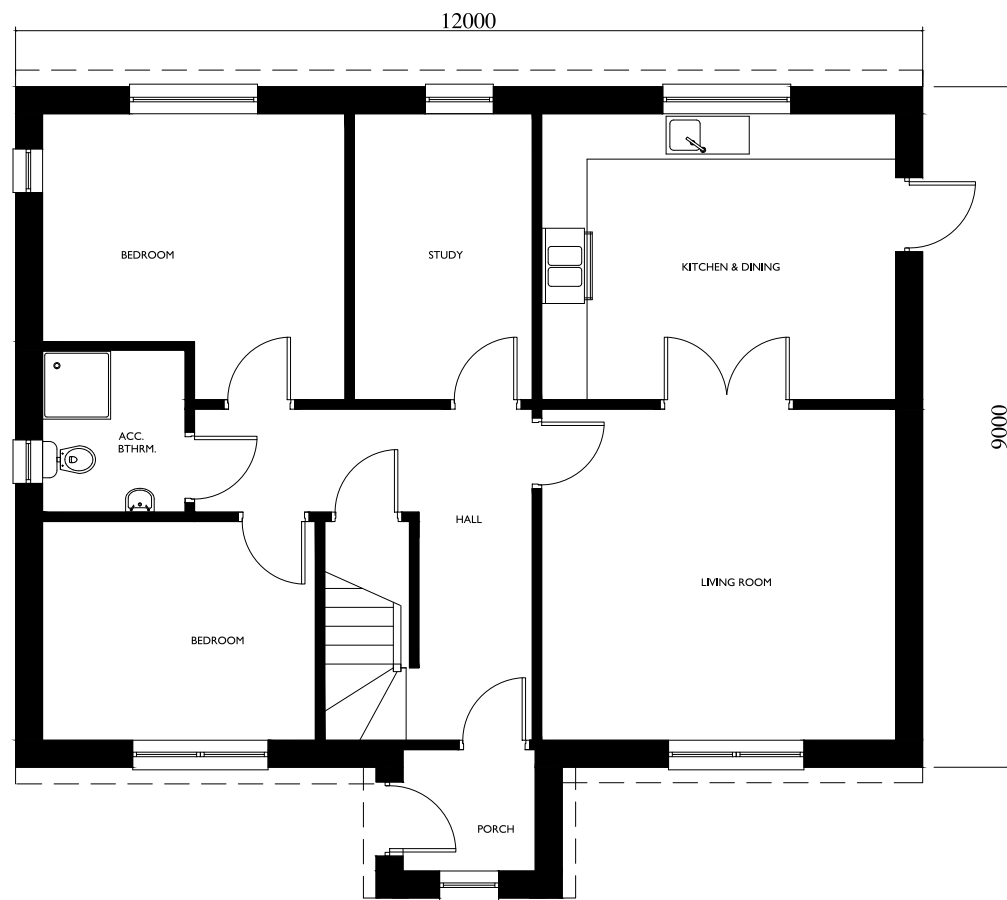 12000
BEDROOM
STUDY
KITCHEN & DINING
9000
ACC.
BTHRM.
HALL
LIVING ROOM
BEDROOM
PORCH